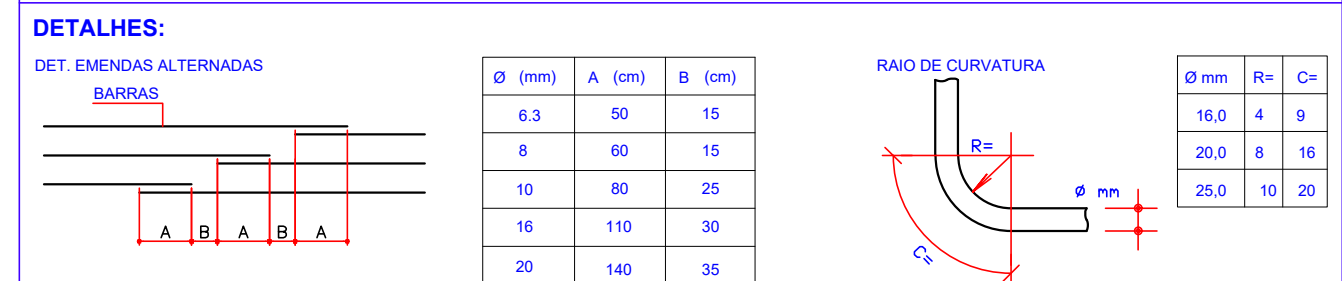 DETALHES:
DET. EMENDAS ALTERNADAS
BARRAS
A B A B A
Ø (mm) A (cm) B (cm)
6.3 50 15
8 60 15
10 80 25
16 110 30
20 140 35
RAIO DE CURVATURA
R=
Ø mm
C=
Ø mm R= C=
16,0 4 9
20,0 8 16
25,0 10 20